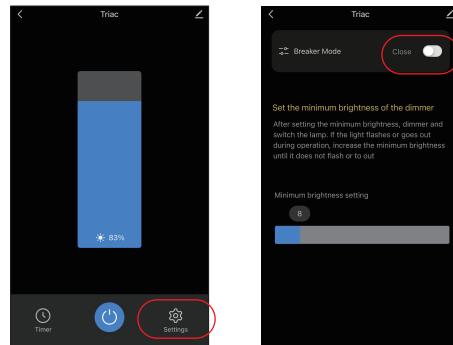 Triac
83%
Timer
Settings
Triac
Breaker Mode
Close
Set the minimum brightness of the dimmer
After setting the minimum brightness, dimmer and
switch the lamp. If the light flashes or goes out
during operation, increase the minimum brightness
until it does not flash or to out
Minimum brightness setting
8